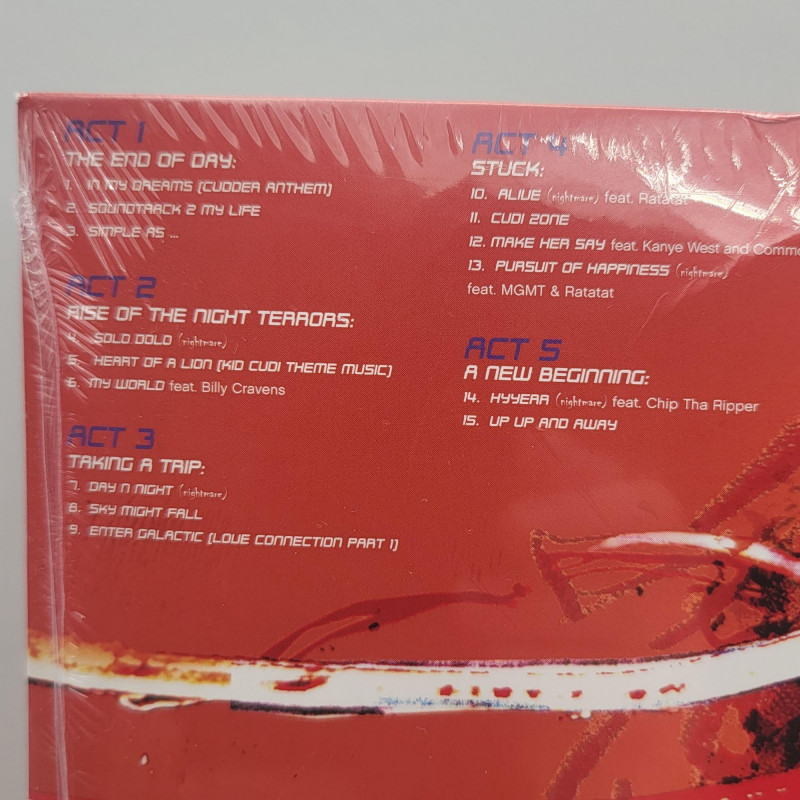 ACT 1
THE END OF DAY:
1. IN MY DREAMS (CUDDER ANTHEM)
2. SOUNDTRACK 2 MY LIFE
3. SIMPLE AS ...
ACT 2
RISE OF THE NIGHT TERRORS:
4. SOLO DOLO (nightmare)
5. HEART OF A LION (KID CUDI THEME MUSIC)
6. MY WORLD feat. Billy Cravens
ACT 3
TAKING A TRIP:
7. DAY N NIGHT (nightmare)
8. SKY MIGHT FALL
9. ENTER GALACTIC (LOVE CONNECTION PART 1)
ACT 4
STUCK:
10. ALIVE (nightmare) feat. Ratatat
11. CUDI ZONE
12. MAKE HER SAY feat. Kanye West and Commo
13. PURSUIT OF HAPPINESS (nightmare)
feat. MGMT & Ratatat
ACT 5
A NEW BEGINNING:
14. HYYERR (nightmare) feat. Chip Tha Ripper
15. UP UP AND AWAY